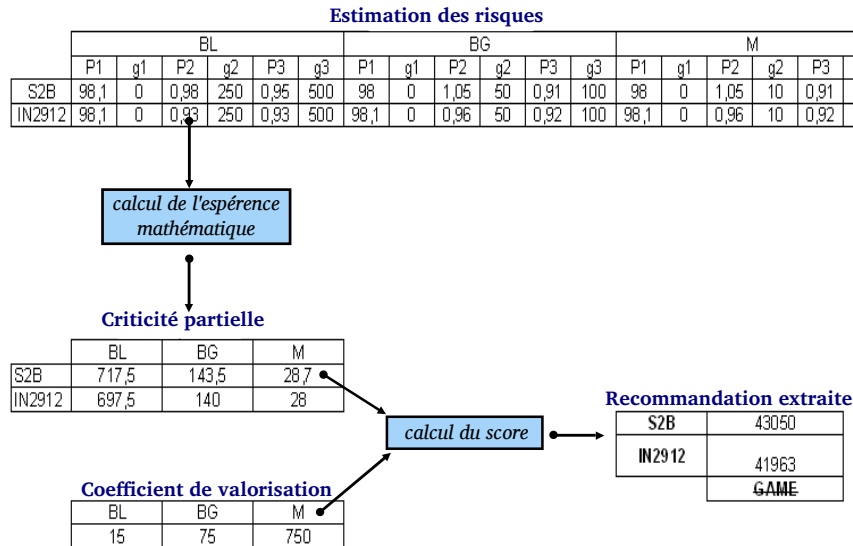 Estimation des risques
BL BG M
P1 g1 P2 g2 P3 g3 P1 g1 P2 g2 P3 g3 P1 g1 P2 g2 P3
S2B 98,1 0 0,98 250 0,95 500 98 0 1,05 50 0,91 100 98 0 1,05 10 0,91
IN2912 98,1 0 0,93 250 0,93 500 98,1 0 0,96 50 0,92 100 98,1 0 0,96 10 0,92
calcul de l'espérence
mathématique
Criticité partielle
BL BG M
S2B 717,5 143,5 28,7
IN2912 697,5 140 28
calcul du score
Recommandation extraite
S2B 43050
IN2912 41963
GAME
Coefficient de valorisation
BL BG M
15 75 750